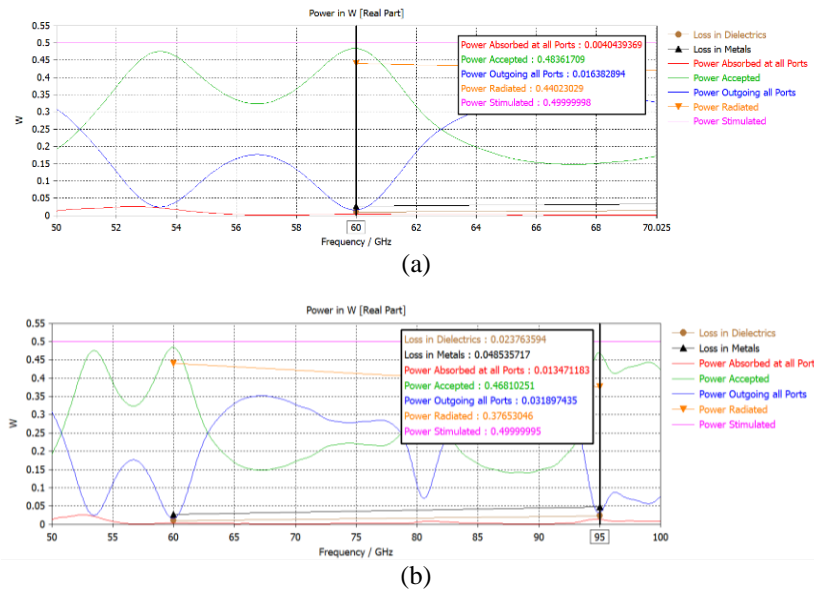 Power in W [Real Part]
0.55
0.5
0.45
0.4
0.35
0.3
0.25
0.2
0.15
0.1
0.05
0
W
Power Absorbed at all Ports : 0.0040439369
Power Accepted : 0.48361709
Power Outgoing all Ports : 0.016382894
Power Radiated : 0.44023029
Power Stimulated : 0.49999998
Loss in Dielectrics
Loss in Metals
Power Absorbed at all Ports
Power Accepted
Power Outgoing all Ports
Power Radiated
Power Stimulated
50 52 54 56 58 60 62 64 66 68 70.025
Frequency / GHz
(a)
Power in W [Real Part]
0.55
0.5
0.45
0.4
0.35
0.3
0.25
0.2
0.15
0.1
0.05
0
W
Loss in Dielectrics : 0.023763594
Loss in Metals : 0.048535717
Power Absorbed at all Ports : 0.013471183
Power Accepted : 0.46810251
Power Outgoing all Ports : 0.031897435
Power Radiated : 0.37653046
Power Stimulated : 0.49999995
Loss in Dielectrics
Loss in Metals
Power Absorbed at all Port
Power Accepted
Power Outgoing all Ports
Power Radiated
Power Stimulated
50 55 60 65 70 75 80 85 90 95 100
Frequency / GHz
(b)